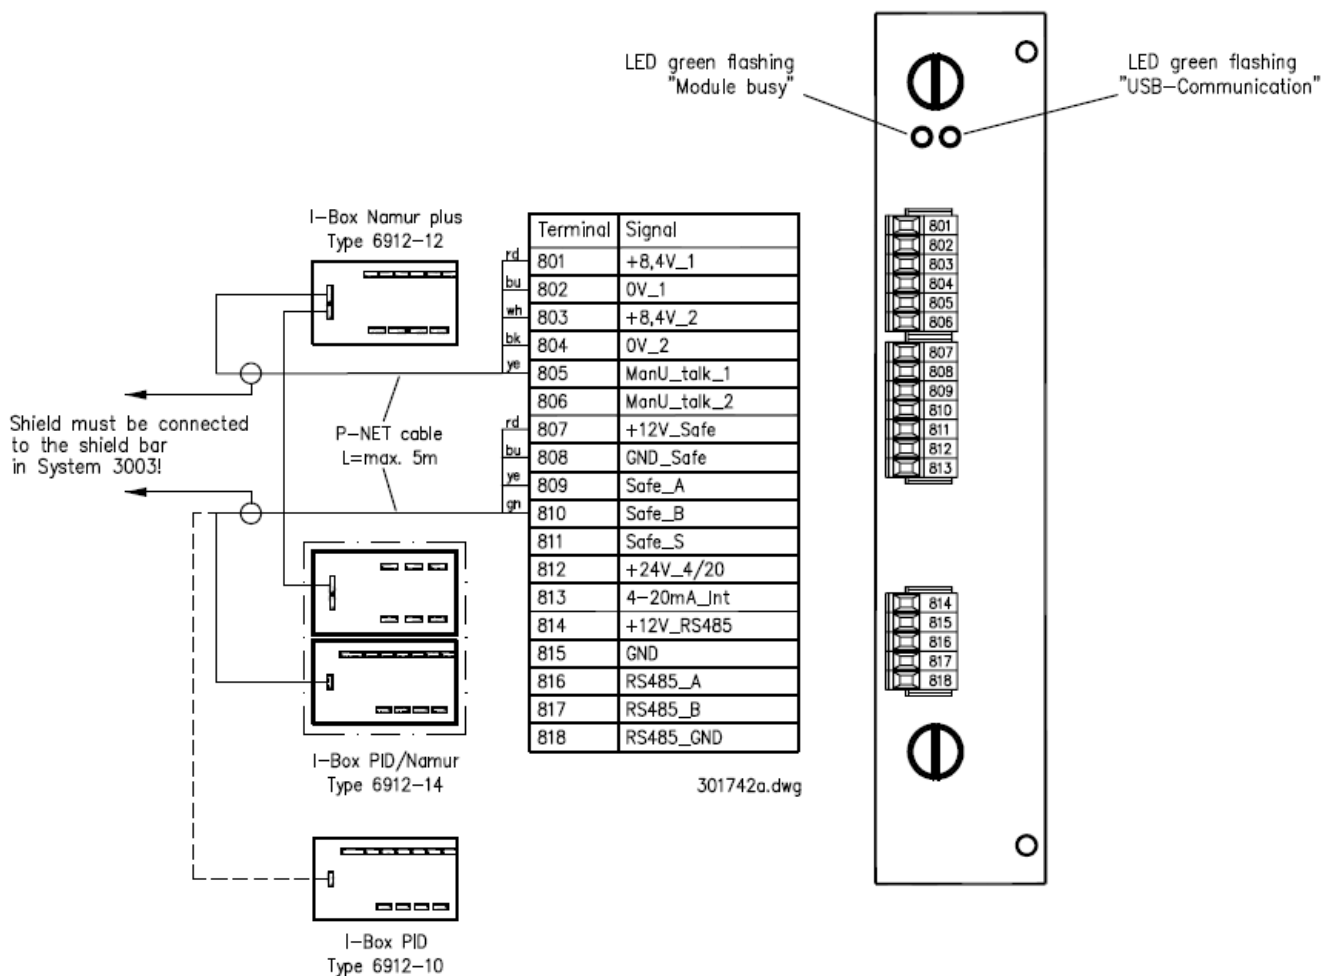 LED green flashing
"Module busy"
LED green flashing
"USB-Communication"
I-Box Namur plus
Type 6912-12
Terminal Signal
rd 801 +8,4V_1
bu 802 0V_1
wh 803 +8,4V_2
bk 804 0V_2
ye 805 ManU_talk_1
806 ManU_talk_2
rd 807 +12V_Safe
bu 808 GND_Safe
ye 809 Safe_A
gn 810 Safe_B
811 Safe_S
812 +24V_4/20
813 4-20mA_Int
814 +12V_RS485
815 GND
816 RS485_A
817 RS485_B
818 RS485_GND
301742a.dwg
Shield must be connected
to the shield bar
in System 3003!
P-NET cable
L=max. 5m
I-Box PID/Namur
Type 6912-14
I-Box PID
Type 6912-10
801
802
803
804
805
806
807
808
809
810
811
812
813
814
815
816
817
818